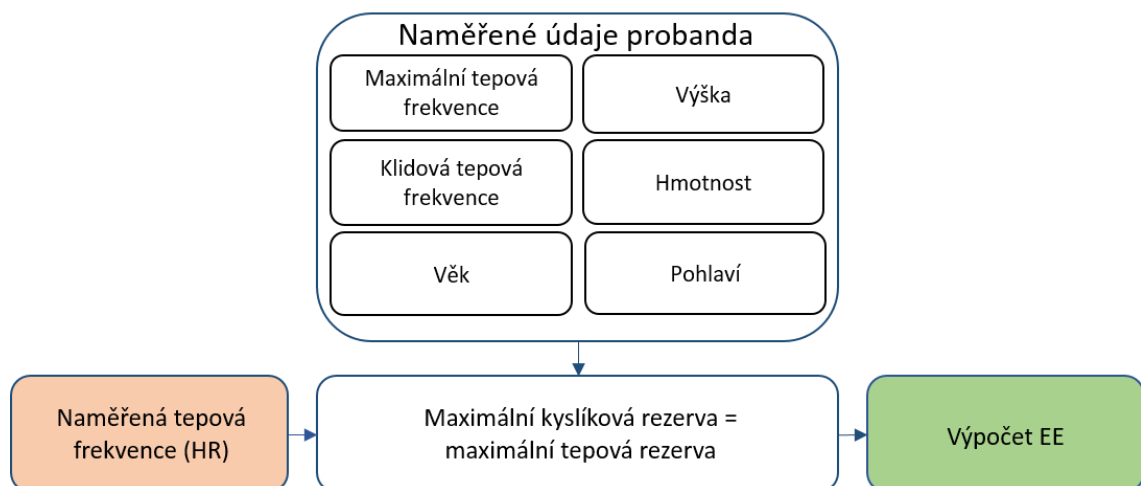 Naměřené údaje probanda
Maximální tepová
frekvence
Výška
Klidová tepová
frekvence
Hmotnost
Věk
Pohlaví
Naměřená tepová
frekvence (HR)
Maximální kyslíková rezerva =
maximální tepová rezerva
Výpočet EE